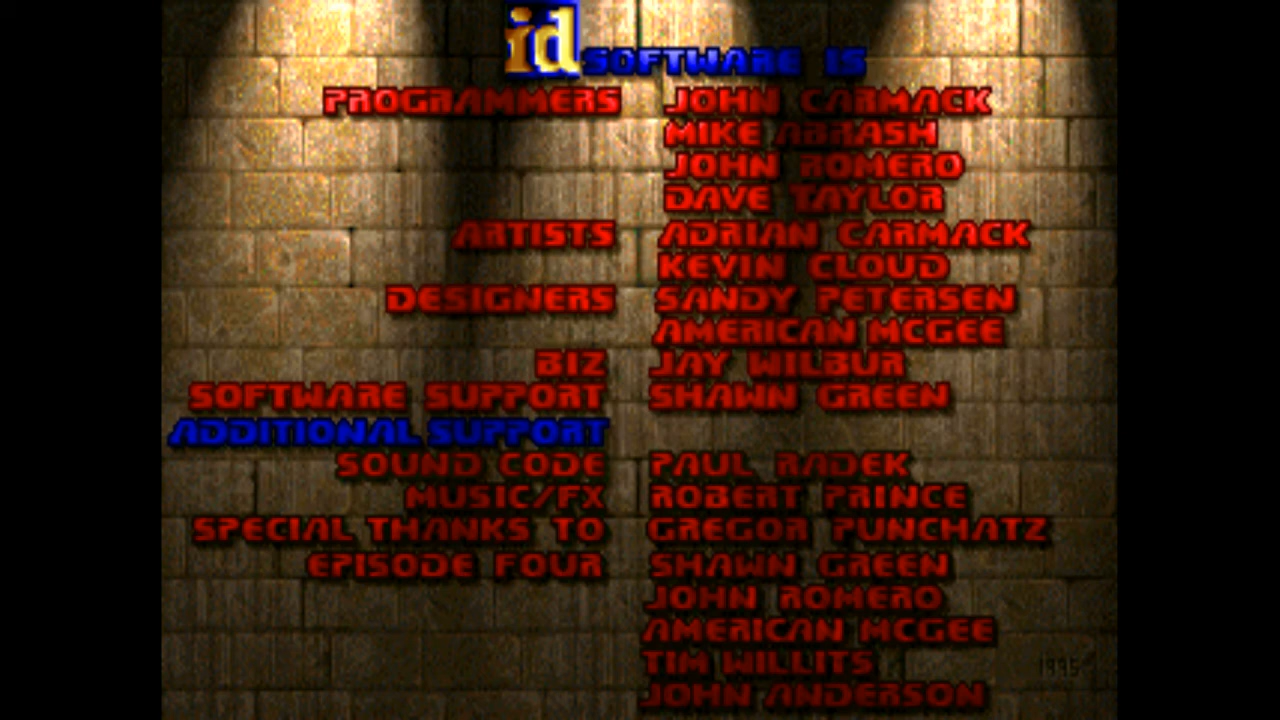 id SOFTWARE IS
PROGRAMMERS JOHN CARMACK
MIKE ABRASH
JOHN ROMERO
DAVE TAYLOR
ARTISTS ADRIAN CARMACK
KEVIN CLOUD
DESIGNERS SANDY PETERSEN
AMERICAN MCGEE
BIZ JAY WILBUR
SOFTWARE SUPPORT SHAWN GREEN
ADDITIONAL SUPPORT
SOUND CODE PAUL RADEK
MUSIC/FX ROBERT PRINCE
SPECIAL THANKS TO GREGOR PUNCHATZ
EPISODE FOUR SHAWN GREEN
JOHN ROMERO
AMERICAN MCGEE
TIM WILLITS
1995
JOHN ANDERSON